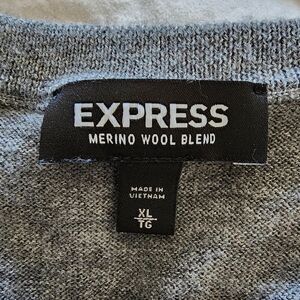 EXPRESS
MERINO WOOL BLEND
MADE IN
VIETNAM
XL
TG